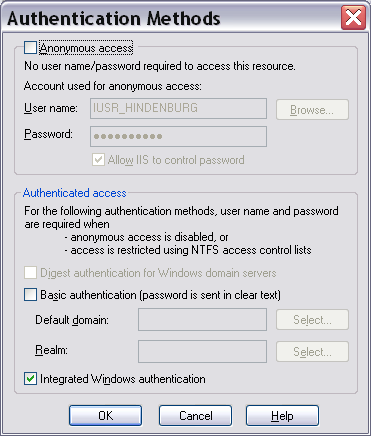 Authentication Methods
Anonymous access
No user name/password required to access this resource.
Account used for anonymous access:
User name: IUSR_HINDENBURG Browse...
Password: ●●●●●●●●●●
Allow IIS to control password
Authenticated access
For the following authentication methods, user name and password
are required when
- anonymous access is disabled, or
- access is restricted using NTFS access control lists
Digest authentication for Windows domain servers
Basic authentication (password is sent in clear text)
Default domain: Select...
Realm: Select...
Integrated Windows authentication
OK Cancel Help